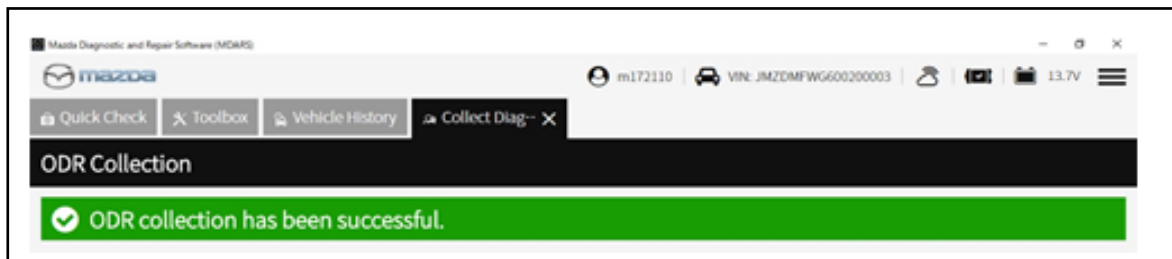 Mazda Diagnostic and Repair Software (MDARS)
mazda m172110 VIN: JMZDMFWG600200003 13.7V
Quick Check Toolbox Vehicle History Collect Diag--
ODR Collection
ODR collection has been successful.